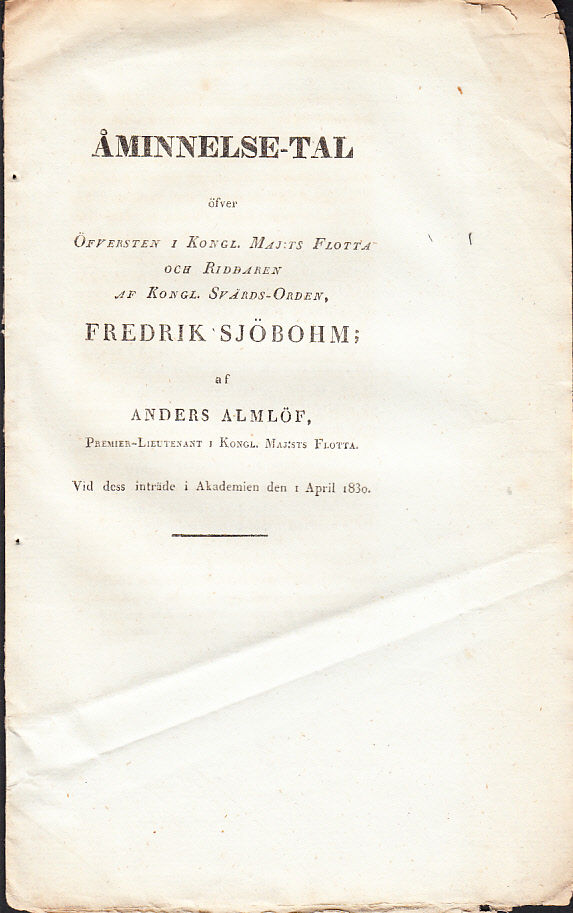 ÅMINNELSE-TAL
öfver
ÖFVERSTEN I KONGL. MAJ:TS FLOTTA
OCH RIDDAREN
AF KONGL. SVÄRDS-ORDEN,
FREDRIK SJÖBOHM;
af
ANDERS ALMLÖF,
PREMIER-LIEUTENANT I KONGL. MAJ:STS FLOTTA.
Vid dess inträde i Akademien den 1 April 1830.